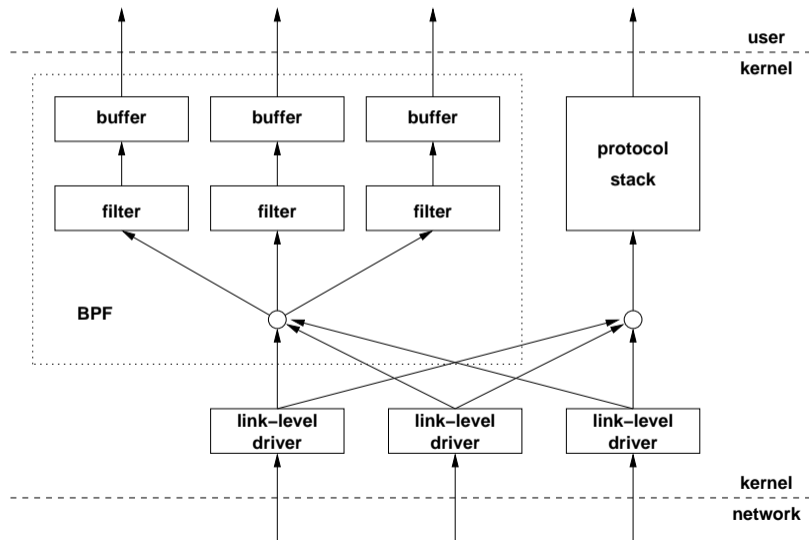 user
kernel
buffer
buffer
buffer
protocol
stack
filter
filter
filter
BPF
link-level
driver
link-level
driver
link-level
driver
kernel
network